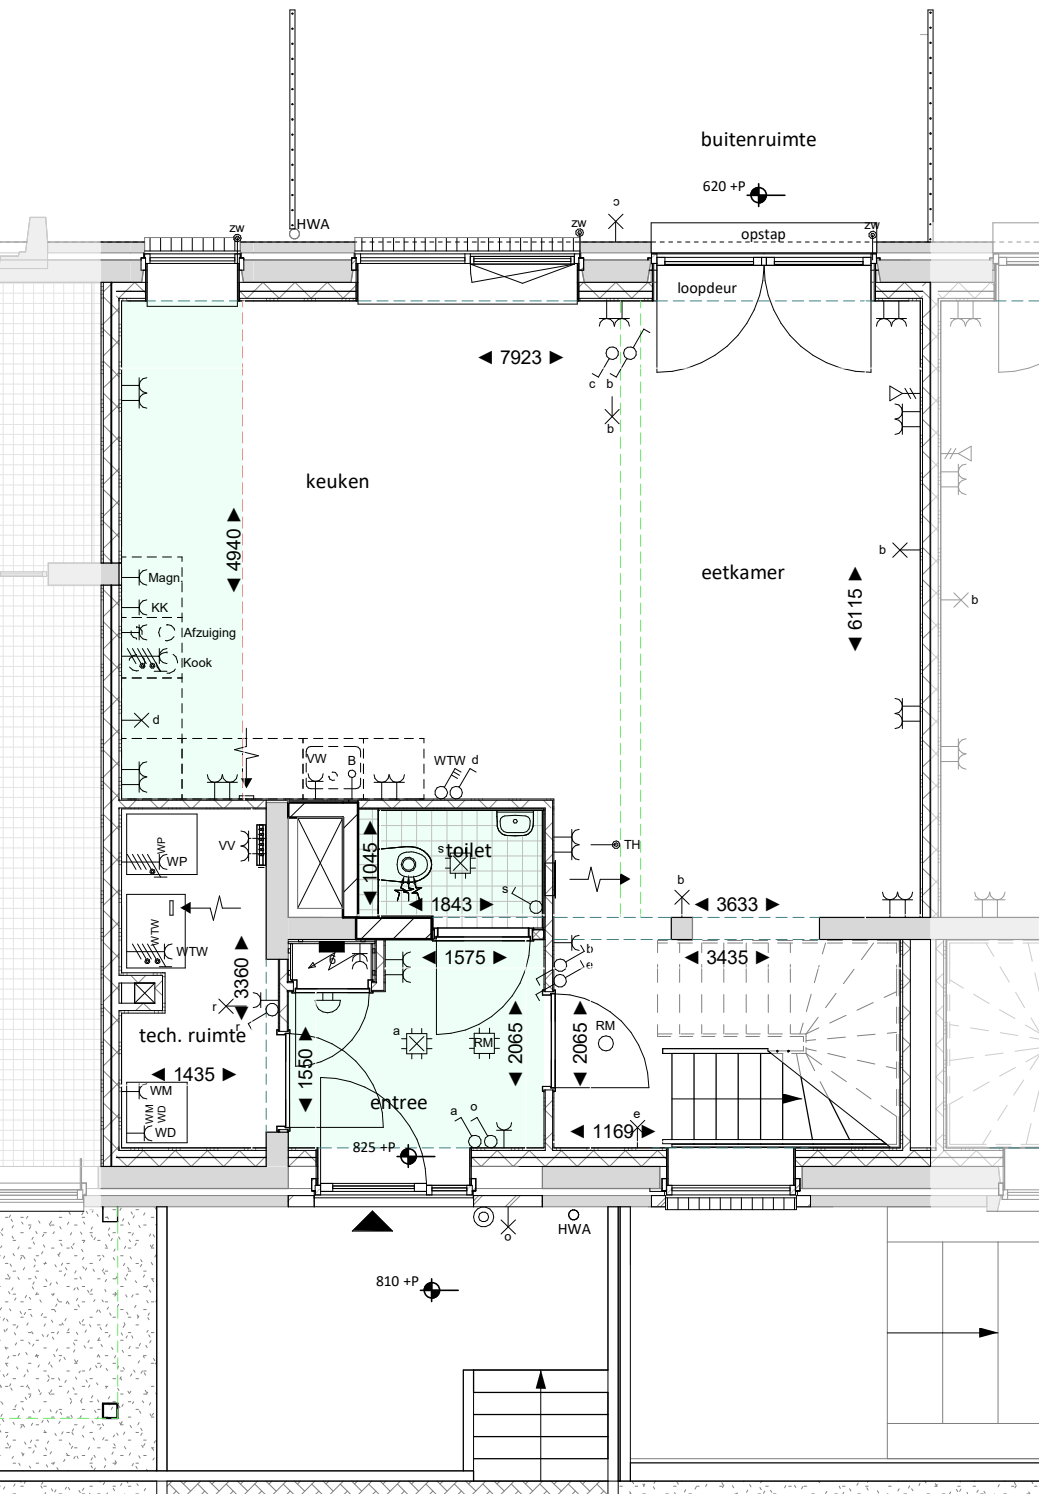 buitenruimte
620 +P
c
HWA
zw
zw
zw
opstap
loopdeur
7923
c b
b
keuken
4940
eetkamer
b
b
Magn.
KK
6115
Afzuiging
Kook
d
VW
B
WTW d
WP
WP
VV
1045
s
toilet
TH
s
1843
b
3633
WTW
WTW
3360
6
1575
b
e
3435
r
r
tech. ruimte
a
RM
2065
2065
RM
1435
1550
WM
WM
WD
WD
entree
a
o
e
1169
825 +P
o
HWA
810 +P